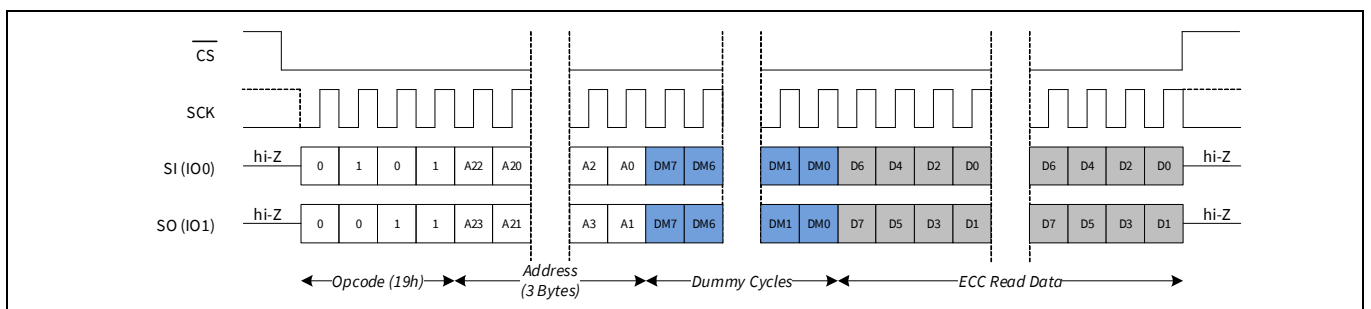 CS
SCK
SI (IO0) hi-Z 0 1 0 1 A22 A20 A2 A0 DM7 DM6 DM1 DM0 D6 D4 D2 D0 D6 D4 D2 D0 hi-Z
SO (IO1) hi-Z 0 0 1 1 A23 A21 A3 A1 DM7 DM6 DM1 DM0 D7 D5 D3 D1 D7 D5 D3 D1 hi-Z
Opcode (19h) Address (3 Bytes) Dummy Cycles ECC Read Data